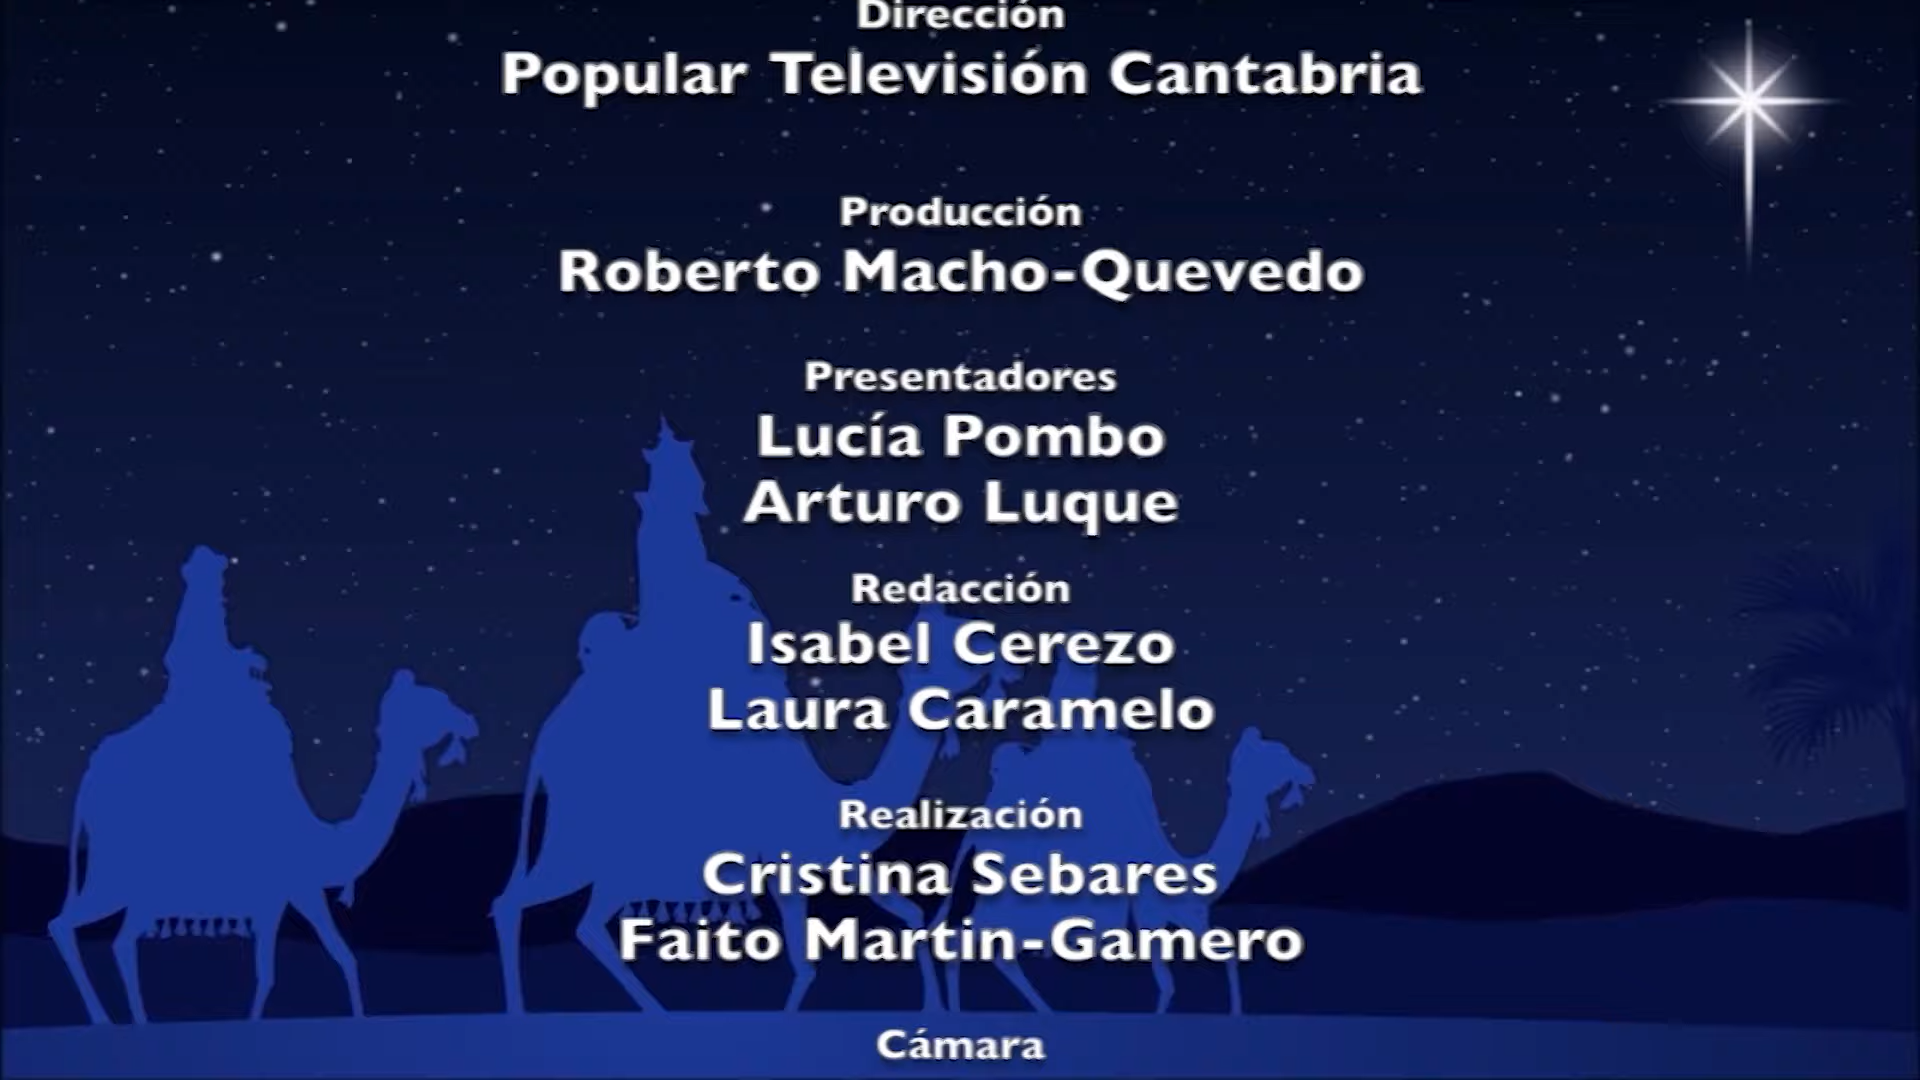 Dirección
Popular Televisión Cantabria
Producción
Roberto Macho-Quevedo
Presentadores
Lucía Pombo
Arturo Luque
Redacción
Isabel Cerezo
Laura Caramelo
Realización
Cristina Sebares
Faito Martin-Gamero
Cámara